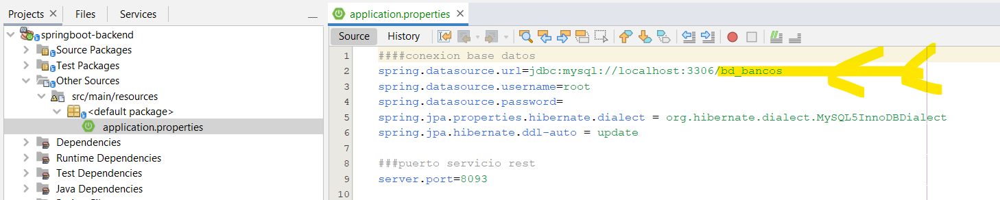 Projects Files Services
springboot-backend
Source Packages
Test Packages
Other Sources
src/main/resources
<default package>
application.properties
Dependencies
Runtime Dependencies
Test Dependencies
Java Dependencies
application.properties
Source History
1 ####conexion base datos
2 spring.datasource.url=jdbc:mysql://localhost:3306/bd_bancos
3 spring.datasource.username=root
4 spring.datasource.password=
5 spring.jpa.properties.hibernate.dialect = org.hibernate.dialect.MySQL5InnoDBDialect
6 spring.jpa.hibernate.ddl-auto = update
7
8 ###puerto servicio rest
9 server.port=8093
10